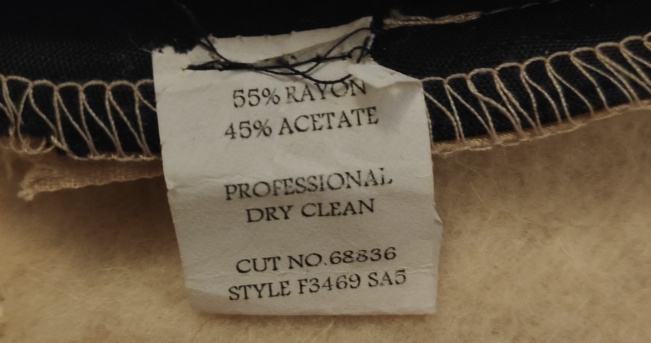 55% RAYON
45% ACETATE
PROFESSIONAL
DRY CLEAN
CUT NO.68836
STYLE F3469 SA5